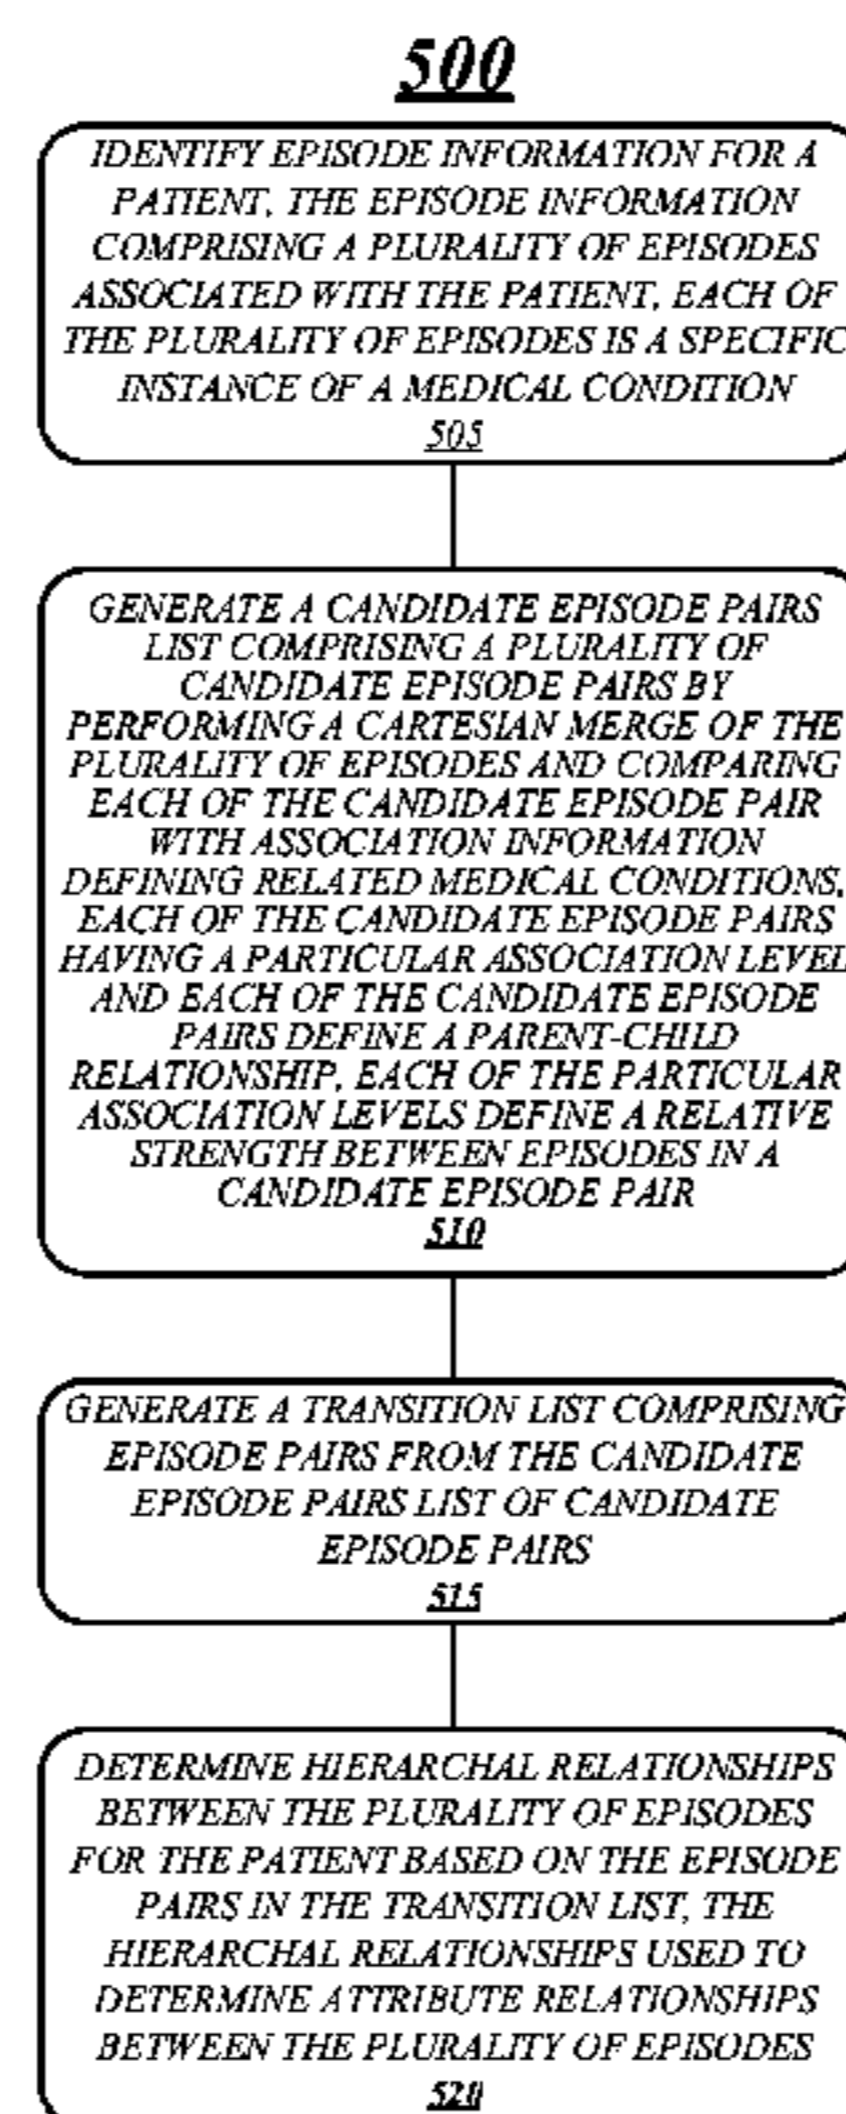 500
IDENTIFY EPISODE INFORMATION FOR A
PATIENT, THE EPISODE INFORMATION
COMPRISING A PLURALITY OF EPISODES
ASSOCIATED WITH THE PATIENT, EACH OF
THE PLURALITY OF EPISODES IS A SPECIFIC
INSTANCE OF A MEDICAL CONDITION
505
GENERATE A CANDIDATE EPISODE PAIRS
LIST COMPRISING A PLURALITY OF
CANDIDATE EPISODE PAIRS BY
PERFORMING A CARTESIAN MERGE OF THE
PLURALITY OF EPISODES AND COMPARING
EACH OF THE CANDIDATE EPISODE PAIR
WITH ASSOCIATION INFORMATION
DEFINING RELATED MEDICAL CONDITIONS,
EACH OF THE CANDIDATE EPISODE PAIRS
HAVING A PARTICULAR ASSOCIATION LEVEL
AND EACH OF THE CANDIDATE EPISODE
PAIRS DEFINE A PARENT-CHILD
RELATIONSHIP, EACH OF THE PARTICULAR
ASSOCIATION LEVELS DEFINE A RELATIVE
STRENGTH BETWEEN EPISODES IN A
CANDIDATE EPISODE PAIR
510
GENERATE A TRANSITION LIST COMPRISING
EPISODE PAIRS FROM THE CANDIDATE
EPISODE PAIRS LIST OF CANDIDATE
EPISODE PAIRS
515
DETERMINE HIERARCHAL RELATIONSHIPS
BETWEEN THE PLURALITY OF EPISODES
FOR THE PATIENT BASED ON THE EPISODE
PAIRS IN THE TRANSITION LIST, THE
HIERARCHAL RELATIONSHIPS USED TO
DETERMINE ATTRIBUTE RELATIONSHIPS
BETWEEN THE PLURALITY OF EPISODES
520